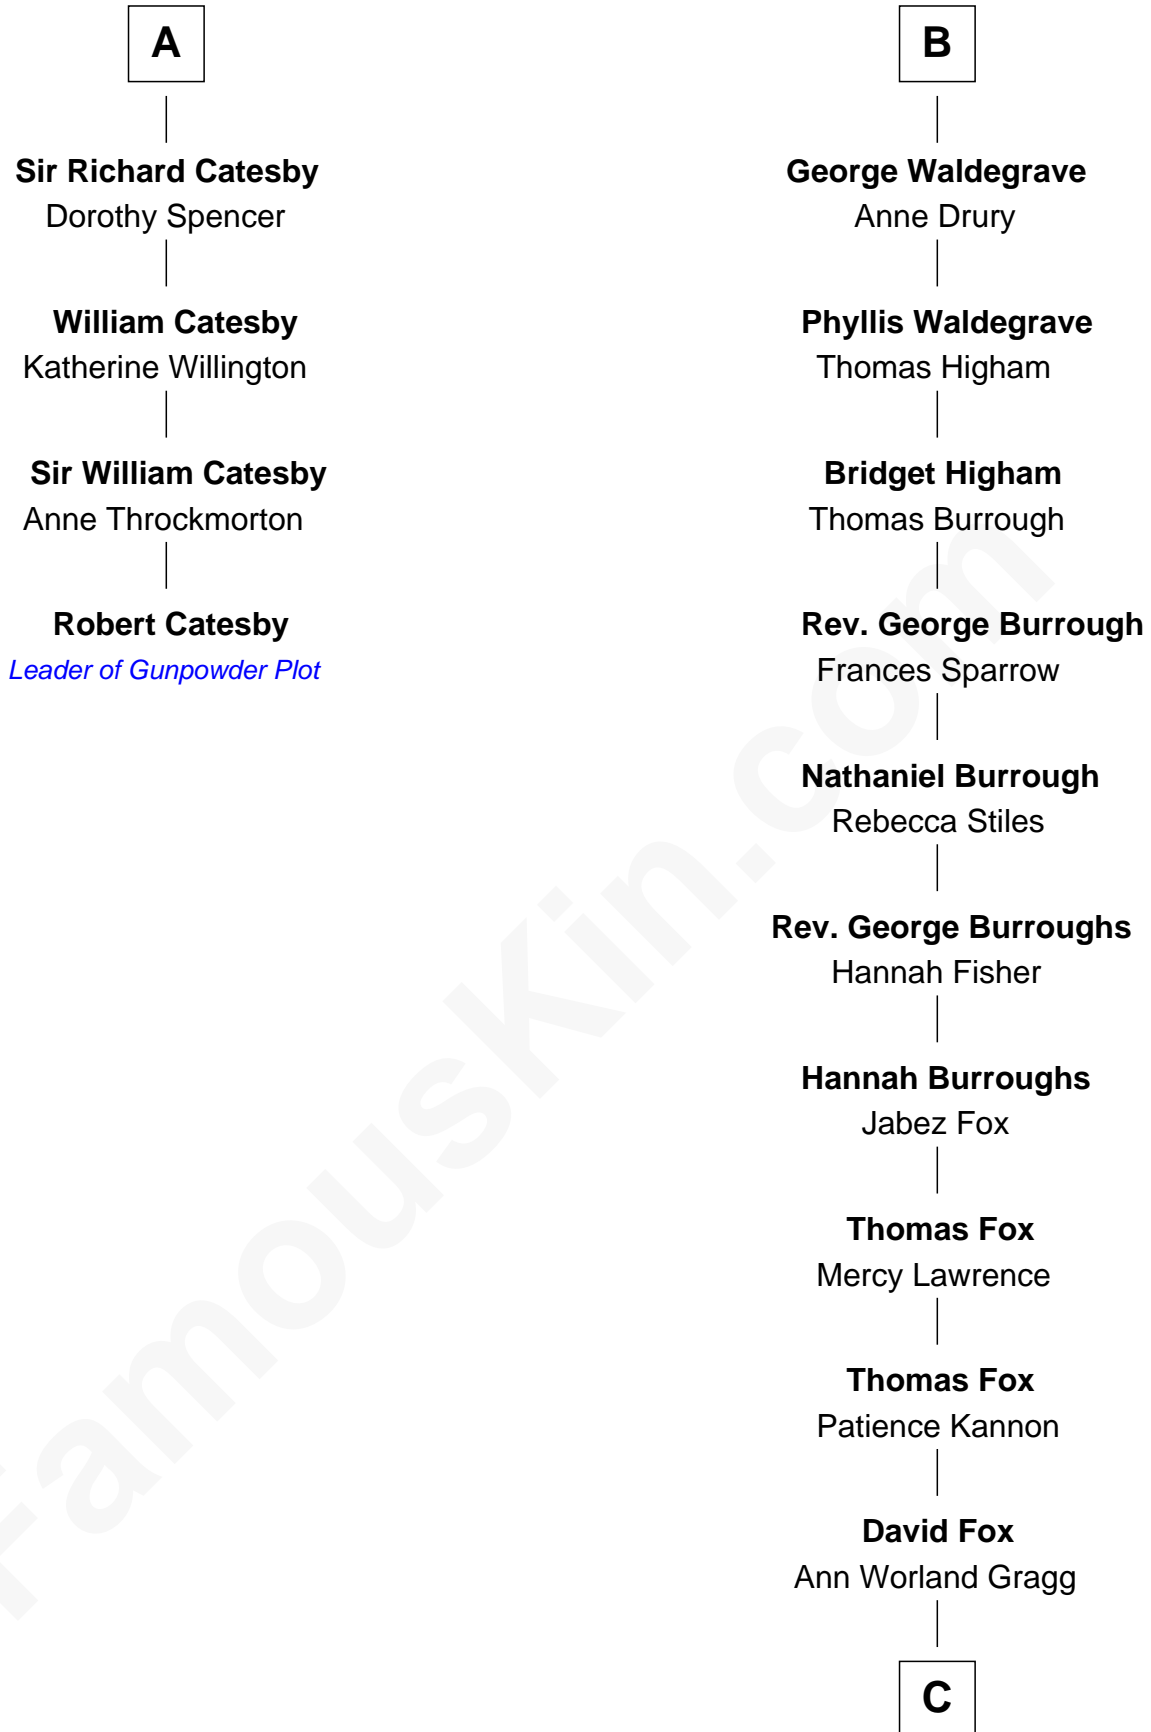 A
Sir Richard Catesby
Dorothy Spencer
William Catesby
Katherine Willington
Sir William Catesby
Anne Throckmorton
Robert Catesby
Leader of Gunpowder Plot
B
George Waldegrave
Anne Drury
Phyllis Waldegrave
Thomas Higham
Bridget Higham
Thomas Burrough
Rev. George Burrough
Frances Sparrow
Nathaniel Burrough
Rebecca Stiles
Rev. George Burroughs
Hannah Fisher
Hannah Burroughs
Jabez Fox
Thomas Fox
Mercy Lawrence
Thomas Fox
Patience Kannon
David Fox
Ann Worland Gragg
C
FamousKin.com